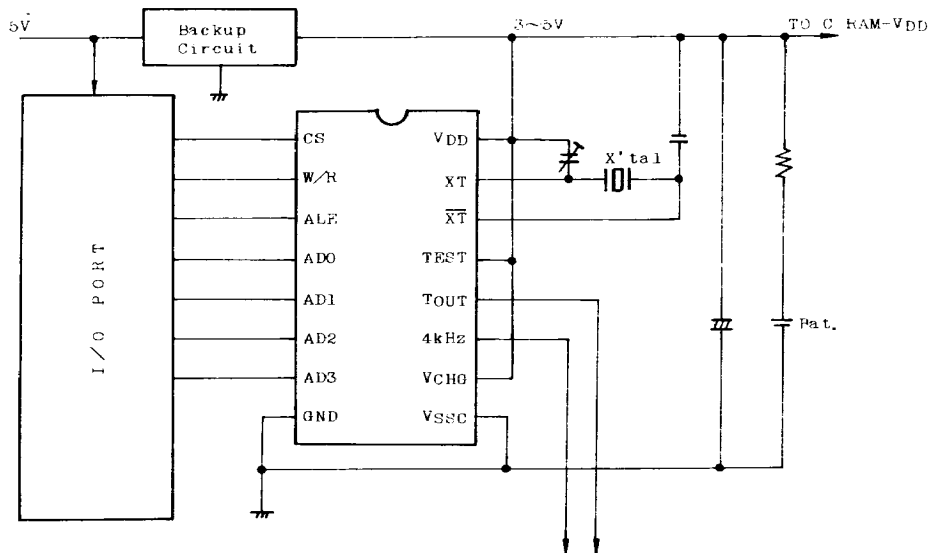 5V
Backup
Circuit
3~5V
TO C RAM-VDD
I/O PORT
CS
W/R
ALE
AD0
AD1
AD2
AD3
GND
VDD
XT
XT
TEST
TOUT
4kHz
VCHG
VSSC
X'tal
Bat.